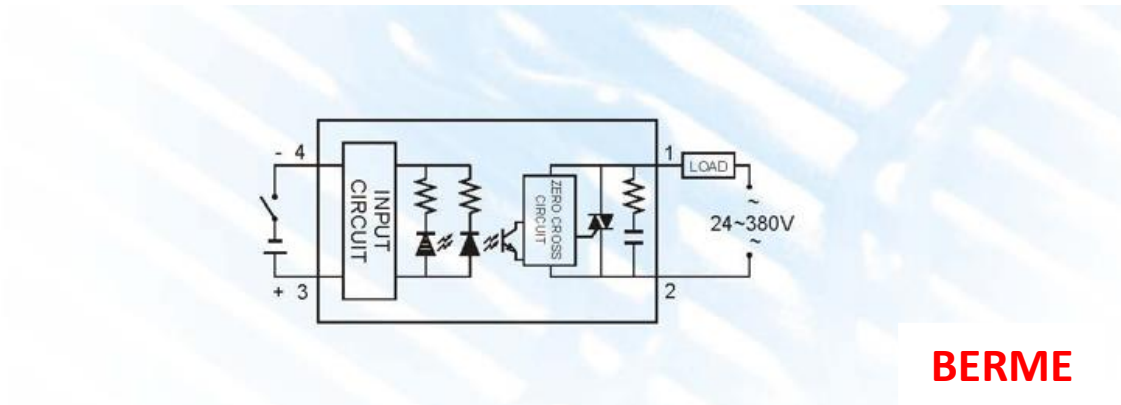 - 4
+ 3
INPUT
CIRCUIT
ZERO CROSS
CIRCUIT
1
LOAD
~
24~380V
~
2
BERME